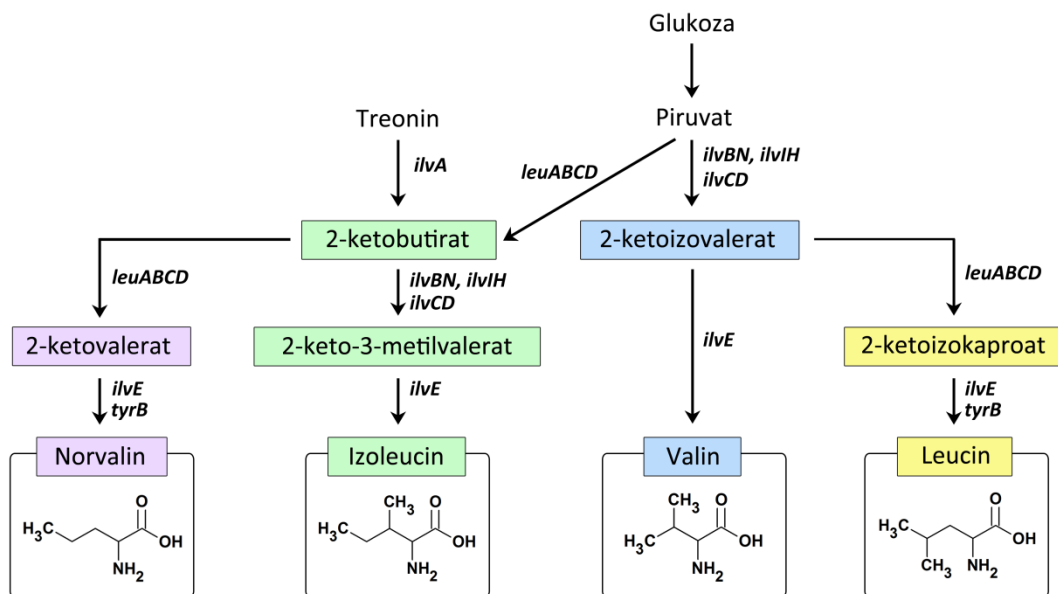 Glukoza
Treonin
Piruvat
ilvA
leuABCD
ilvBN, ilvIH
ilvCD
2-ketobutirat
2-ketoizovalerat
leuABCD
ilvBN, ilvIH
ilvCD
leuABCD
2-ketovalerat
2-keto-3-metilvalerat
ilvE
2-ketoizokaproat
ilvE
tyrB
ilvE
ilvE
tyrB
Norvalin
Izoleucin
Valin
Leucin
H3C
O
OH
NH2
CH3
H3C
O
OH
NH2
CH3
H3C
O
OH
NH2
H3C
CH3
O
OH
NH2